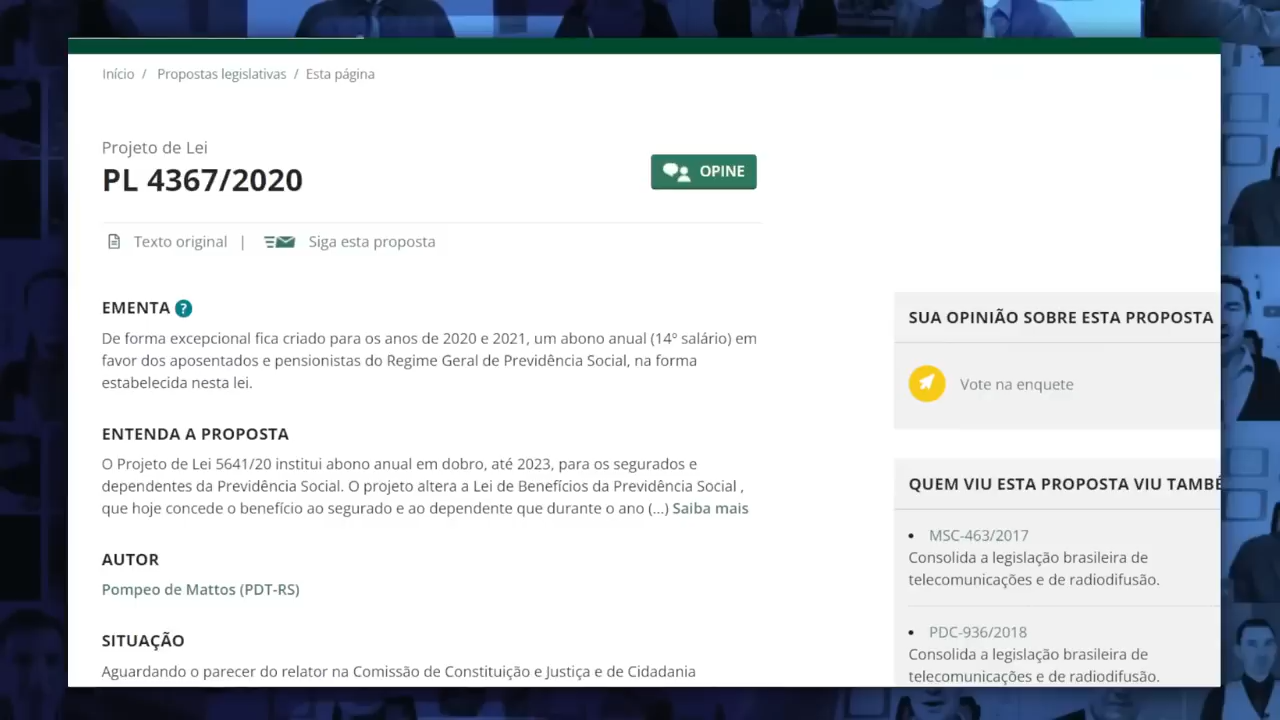 Início / Propostas legislativas / Esta página
Projeto de Lei
PL 4367/2020
OPINE
Texto original | Siga esta proposta
EMENTA ?
De forma excepcional fica criado para os anos de 2020 e 2021, um abono anual (14º salário) em
favor dos aposentados e pensionistas do Regime Geral de Previdência Social, na forma
estabelecida nesta lei.
ENTENDA A PROPOSTA
O Projeto de Lei 5641/20 institui abono anual em dobro, até 2023, para os segurados e
dependentes da Previdência Social. O projeto altera a Lei de Benefícios da Previdência Social ,
que hoje concede o benefício ao segurado e ao dependente que durante o ano (...) Saiba mais
AUTOR
Pompeo de Mattos (PDT-RS)
SITUAÇÃO
Aguardando o parecer do relator na Comissão de Constituição e Justiça e de Cidadania
SUA OPINIÃO SOBRE ESTA PROPOSTA
Vote na enquete
QUEM VIU ESTA PROPOSTA VIU TAMBÉ
• MSC-463/2017
Consolida a legislação brasileira de
telecomunicações e de radiodifusão.
• PDC-936/2018
Consolida a legislação brasileira de
telecomunicações e de radiodifusão.